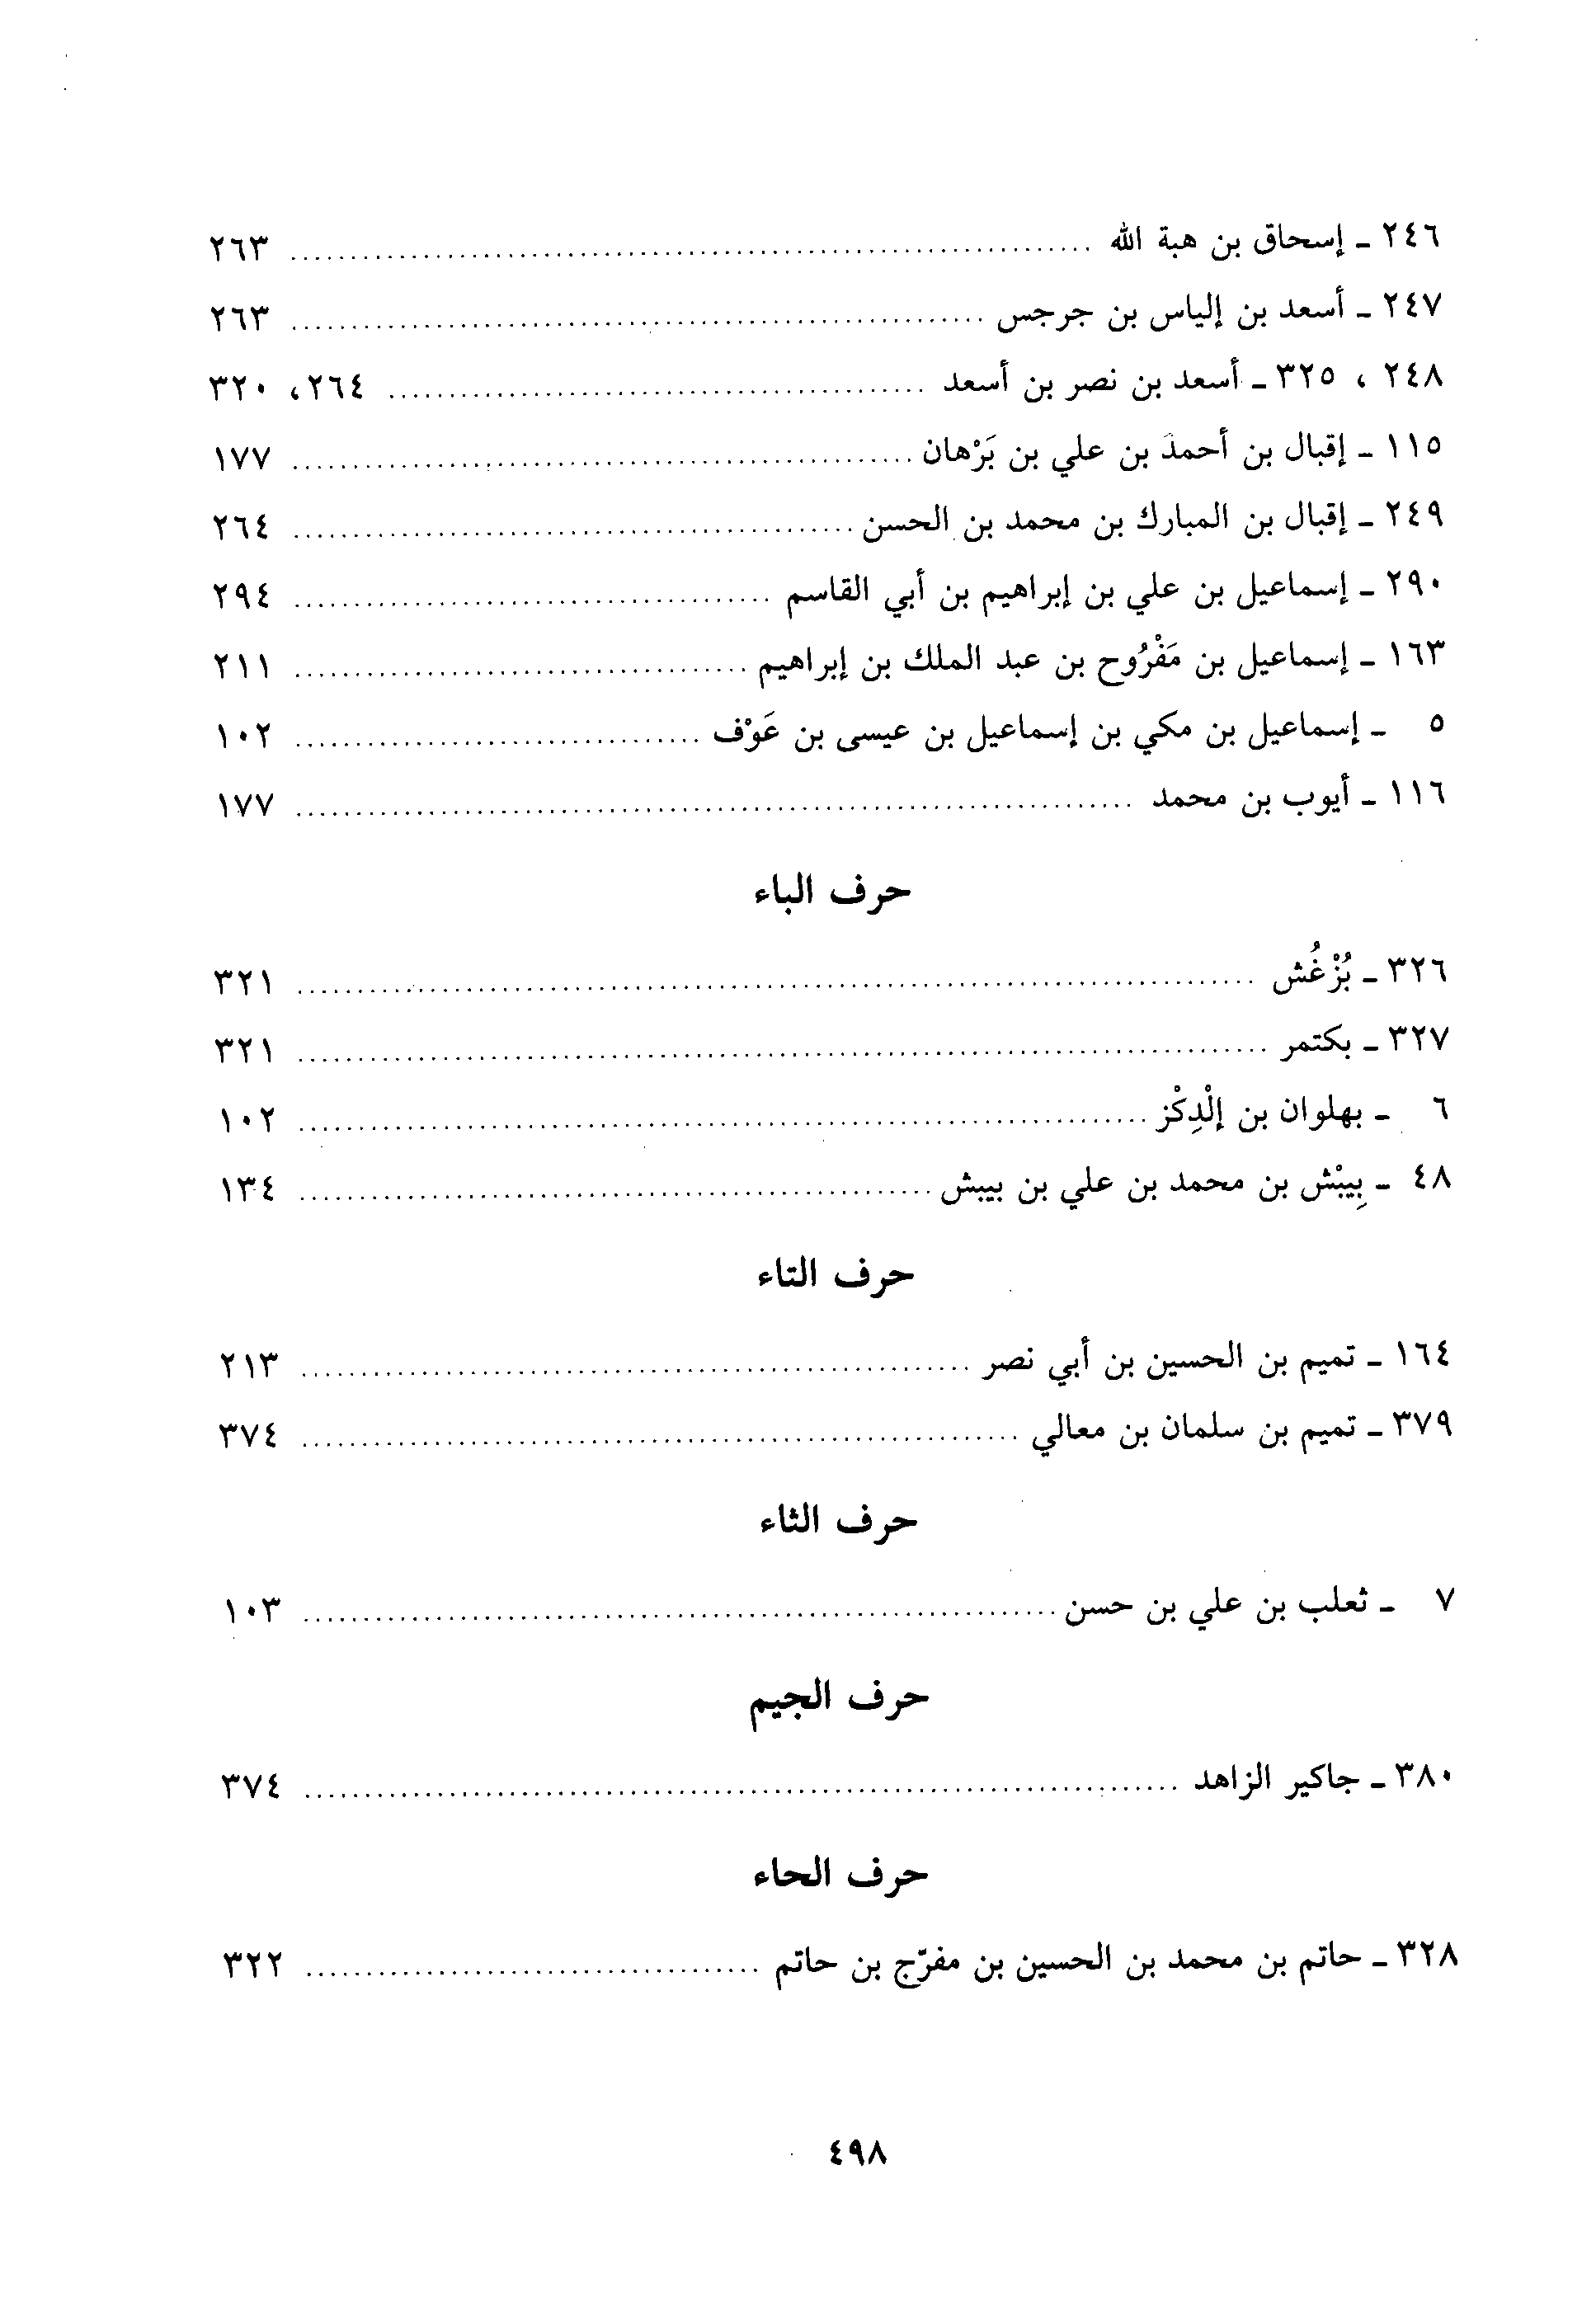 ٢٤٦ ـ إسحاق بن هبة الله ........ ٢٦٣
٢٤٧ ـ أسعد بن إلياس بن جرجس ........ ٢٦٣
٢٤٨ ، ٣٢٥ ـ أسعد بن نصر بن أسعد ........ ٢٦٤، ٣٢٠
١١٥ ـ إقبال بن أحمد بن علي بن بَرْهان ........ ١٧٧
٢٤٩ ـ إقبال بن المبارك بن محمد بن الحسن ........ ٢٦٤
٢٩٠ ـ إسماعيل بن علي بن إبراهيم بن أبي القاسم ........ ٢٩٤
١٦٣ ـ إسماعيل بن مَفْرُوح بن عبد الملك بن إبراهيم ........ ٢١١
٥ ـ إسماعيل بن مكي بن إسماعيل بن عيسى بن عَوْف ........ ١٠٢
١١٦ ـ أيوب بن محمد ........ ١٧٧
حرف الباء
٣٢٦ ـ بُزْغُش ........ ٣٢١
٣٢٧ ـ بكتمر ........ ٣٢١
٦ ـ بهلوان بن إلْدِكْز ........ ١٠٢
٤٨ ـ بِيبْش بن محمد بن علي بن بيبش ........ ١٣٤
حرف التاء
١٦٤ ـ تميم بن الحسين بن أبي نصر ........ ٢١٣
٣٧٩ ـ تميم بن سلمان بن معالي ........ ٣٧٤
حرف الثاء
٧ ـ ثعلب بن علي بن حسن ........ ١٠٣
حرف الجيم
٣٨٠ ـ جاكير الزاهد ........ ٣٧٤
حرف الحاء
٣٢٨ ـ حاتم بن محمد بن الحسين بن مفرّج بن حاتم ........ ٣٢٢
٤٩٨